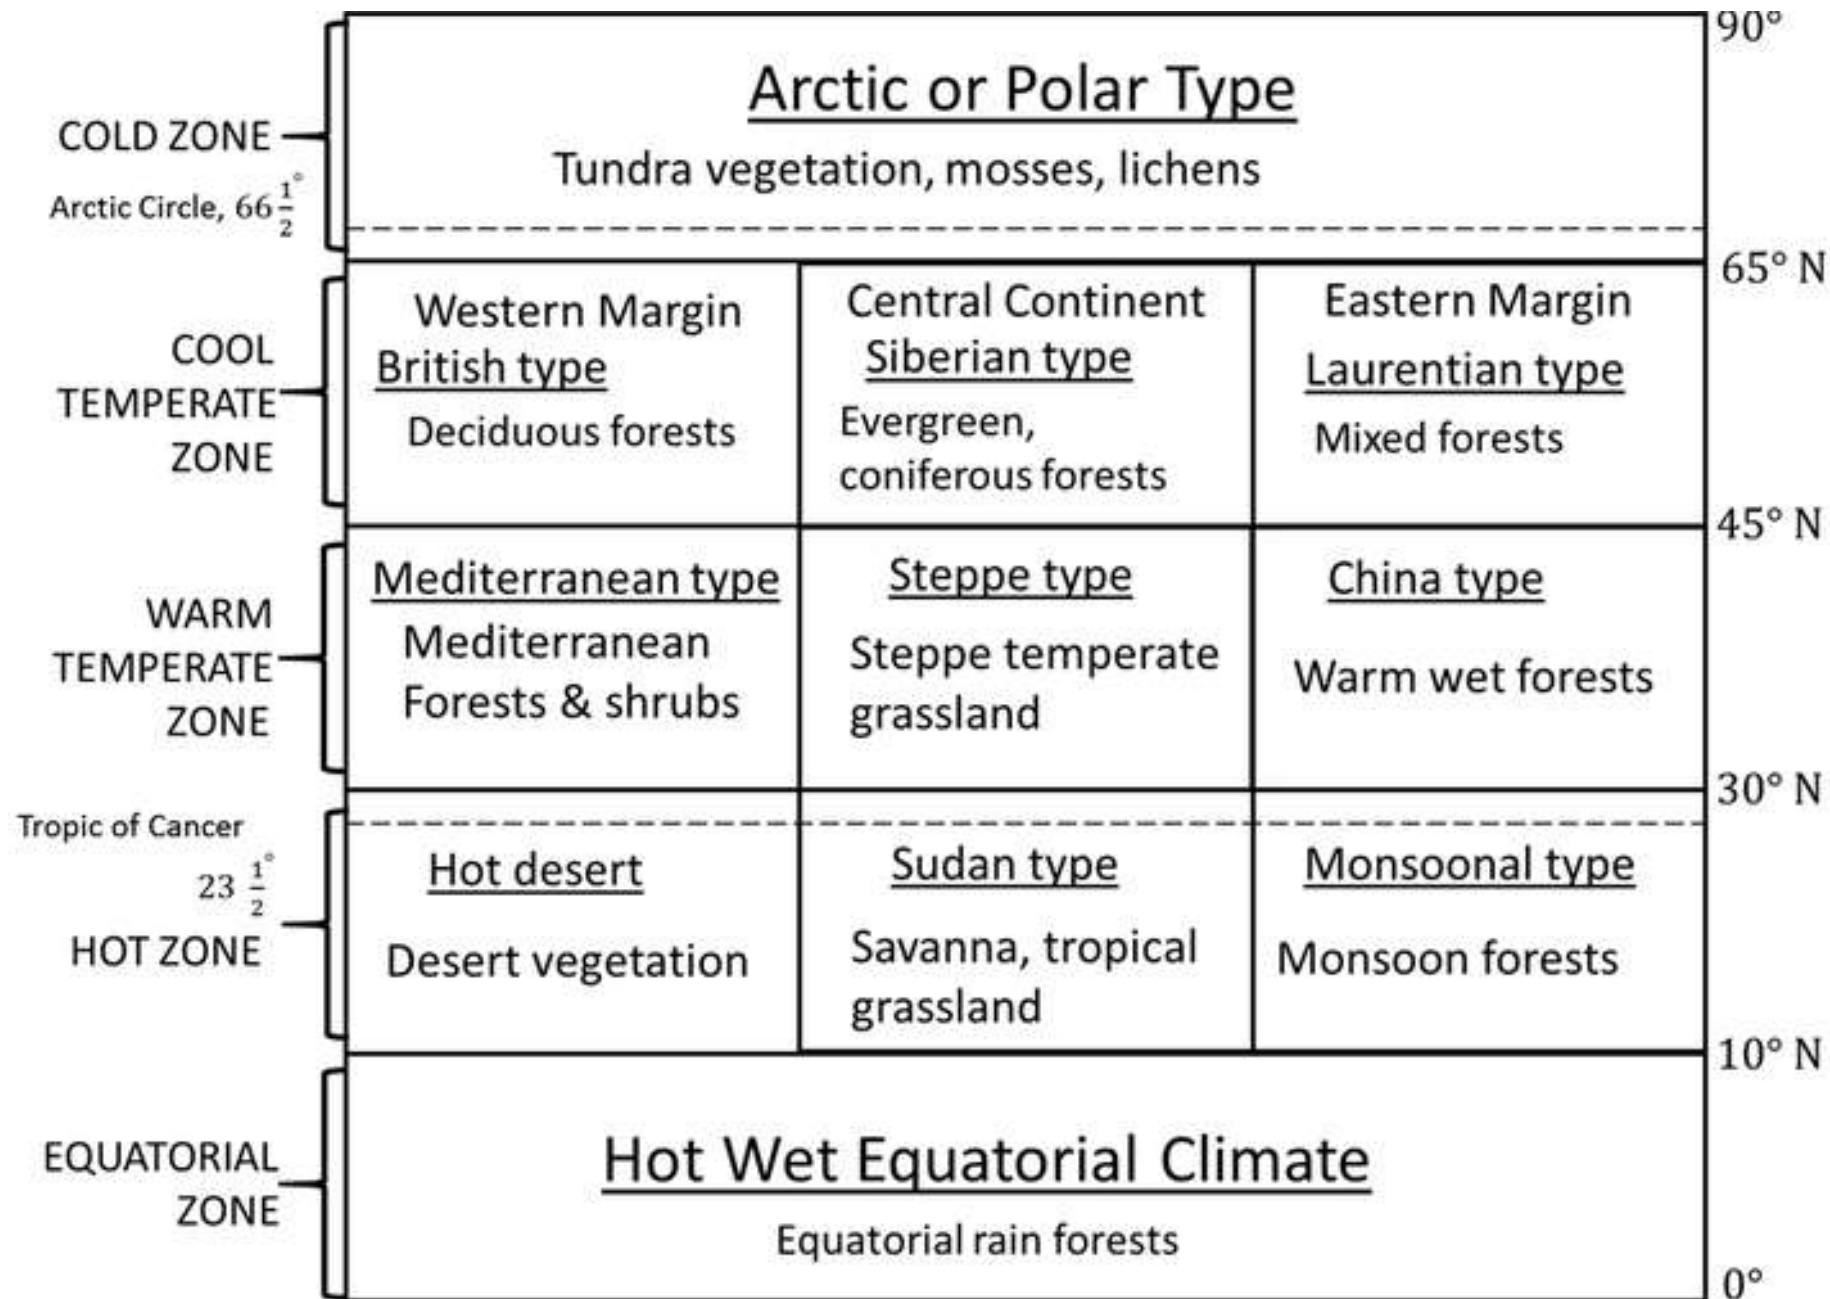 90°
Arctic or Polar Type
COLD ZONE
Tundra vegetation, mosses, lichens
Arctic Circle, 66 1/2°
65° N
Western Margin
British type
Deciduous forests
Central Continent
Siberian type
Evergreen,
coniferous forests
Eastern Margin
Laurentian type
Mixed forests
COOL
TEMPERATE
ZONE
45° N
Mediterranean type
Mediterranean
Forests & shrubs
Steppe type
Steppe temperate
grassland
China type
Warm wet forests
WARM
TEMPERATE
ZONE
30° N
Tropic of Cancer
23 1/2°
HOT ZONE
Hot desert
Desert vegetation
Sudan type
Savanna, tropical
grassland
Monsoonal type
Monsoon forests
10° N
EQUATORIAL
ZONE
Hot Wet Equatorial Climate
Equatorial rain forests
0°